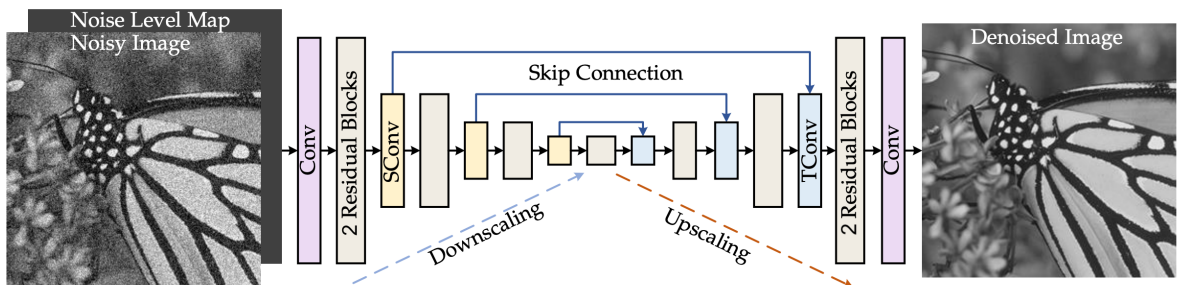 Noise Level Map
Noisy Image
Conv
2 Residual Blocks
SConv
Skip Connection
Downscaling
Upscaling
TConv
2 Residual Blocks
Conv
Denoised Image